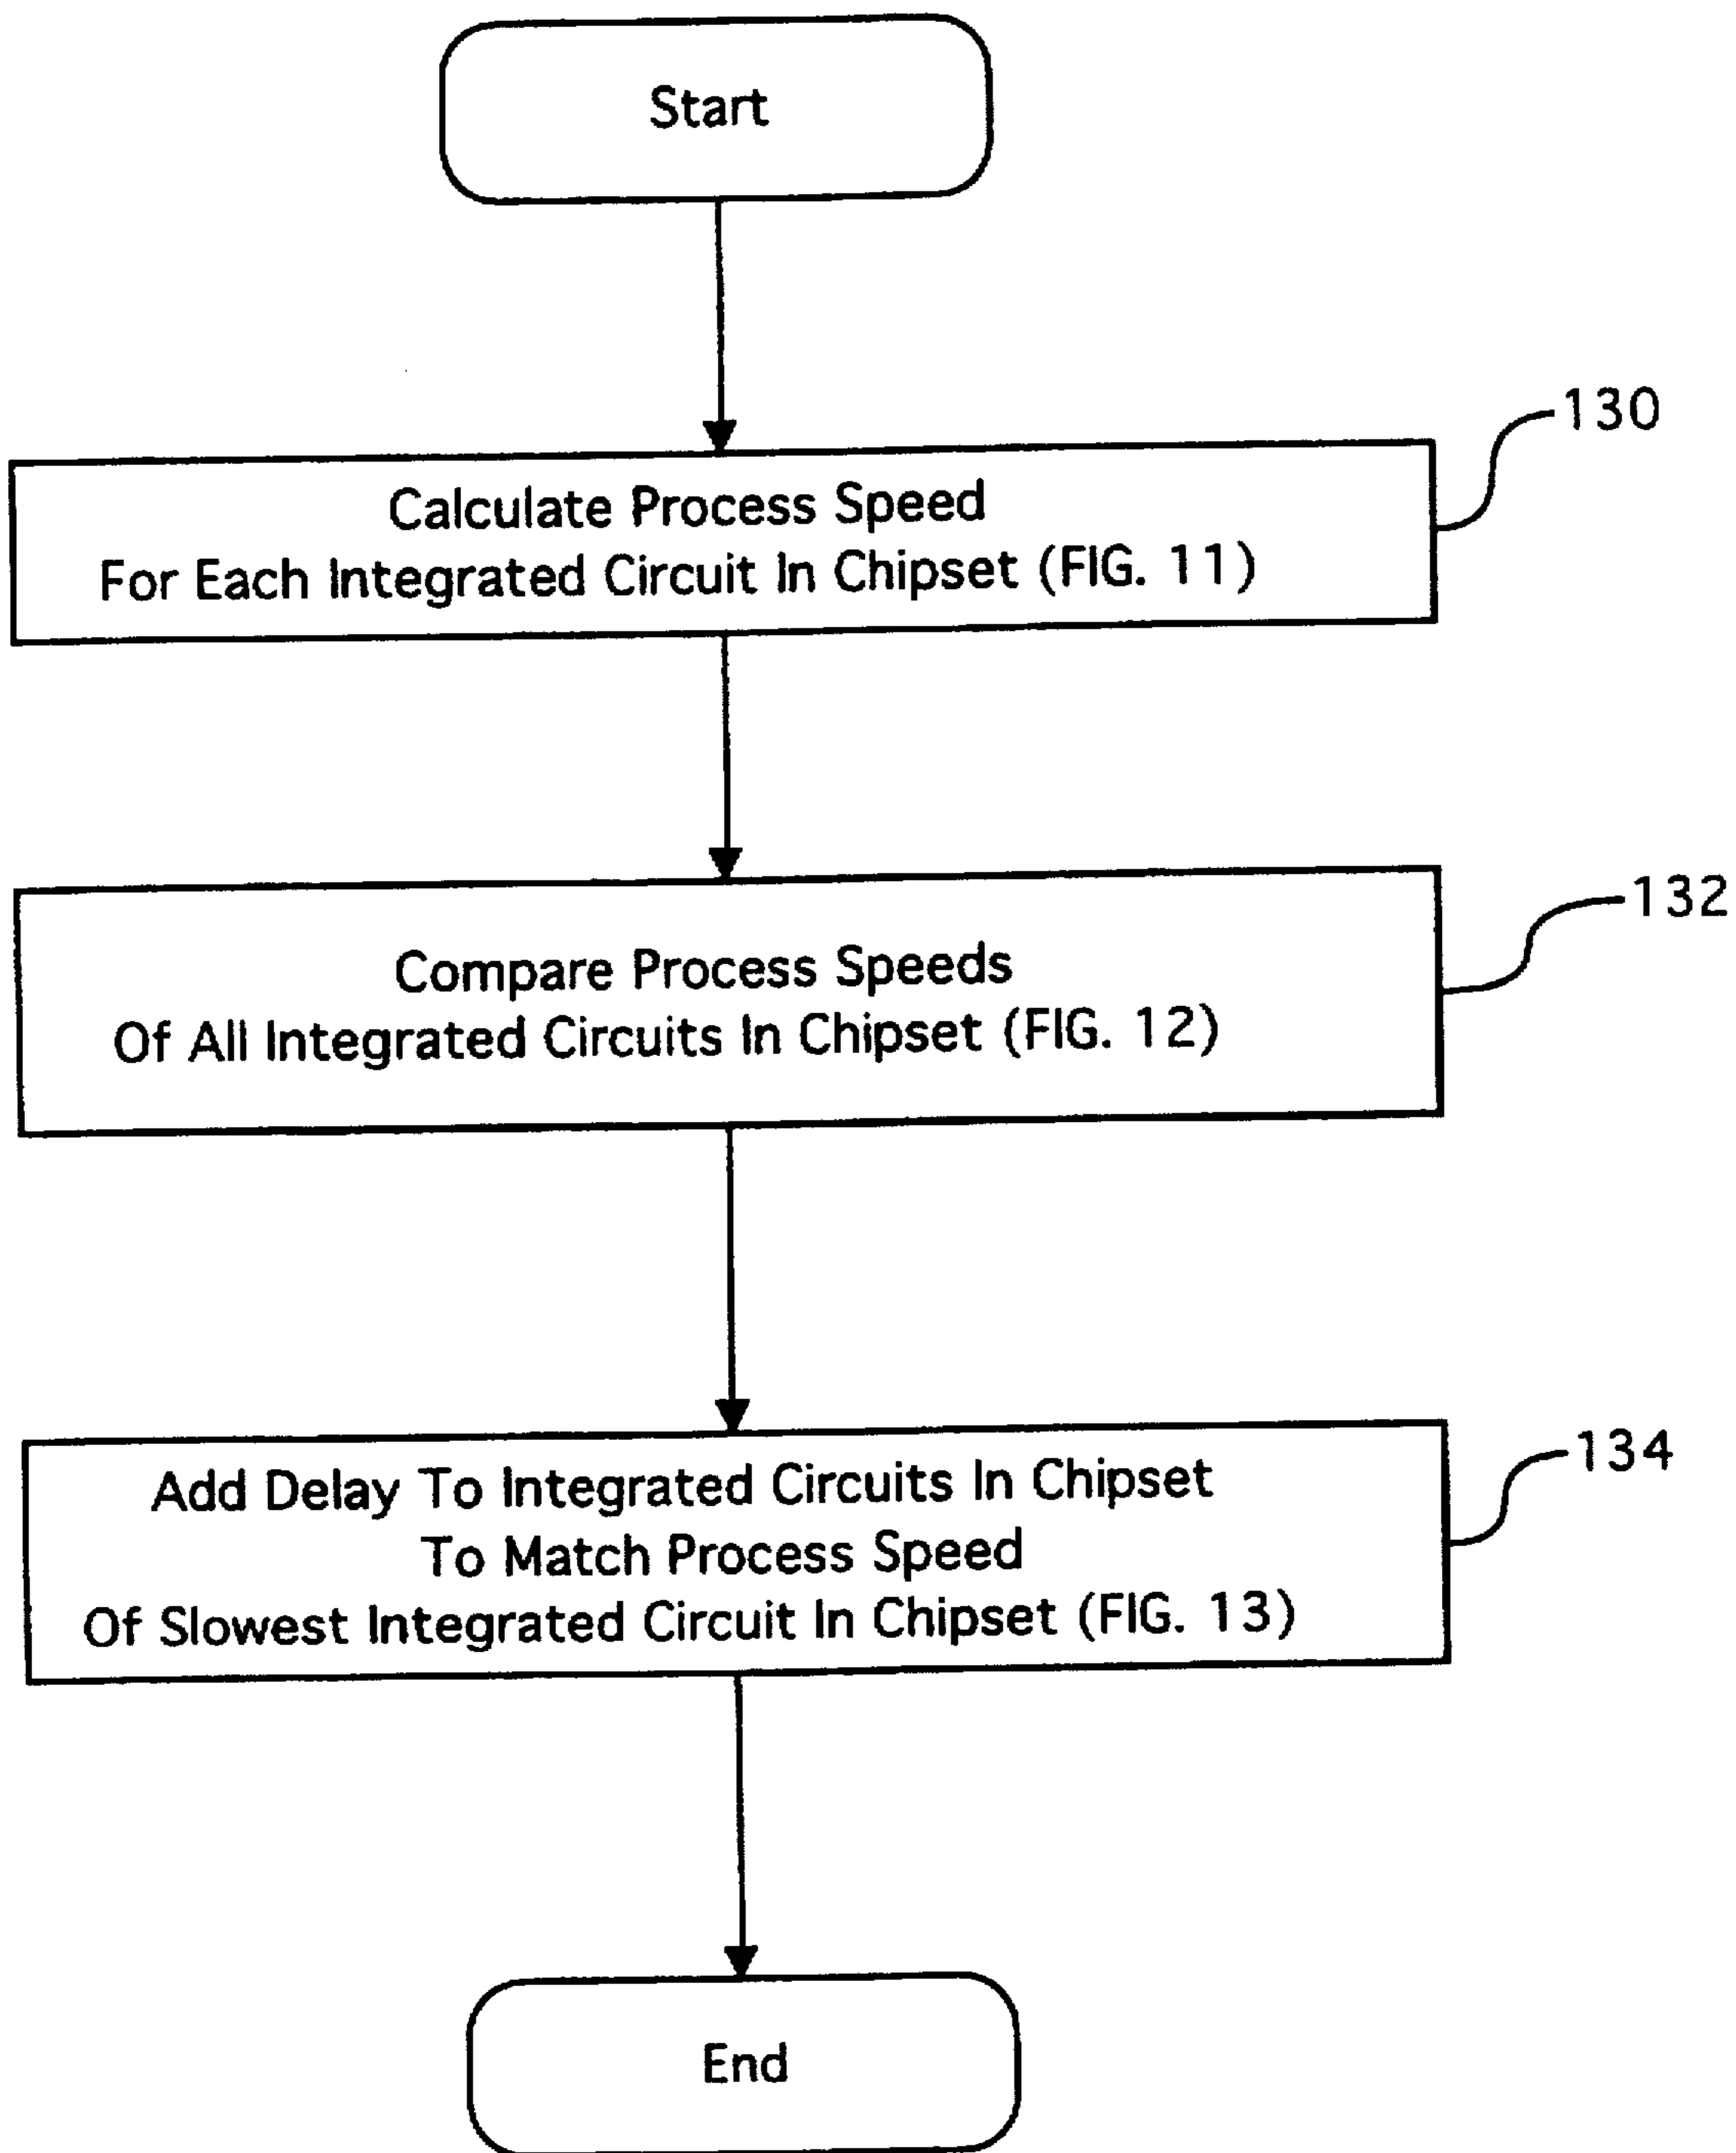 Start
130
Calculate Process Speed
For Each Integrated Circuit In Chipset (FIG. 11)
132
Compare Process Speeds
Of All Integrated Circuits In Chipset (FIG. 12)
134
Add Delay To Integrated Circuits In Chipset
To Match Process Speed
Of Slowest Integrated Circuit In Chipset (FIG. 13)
End